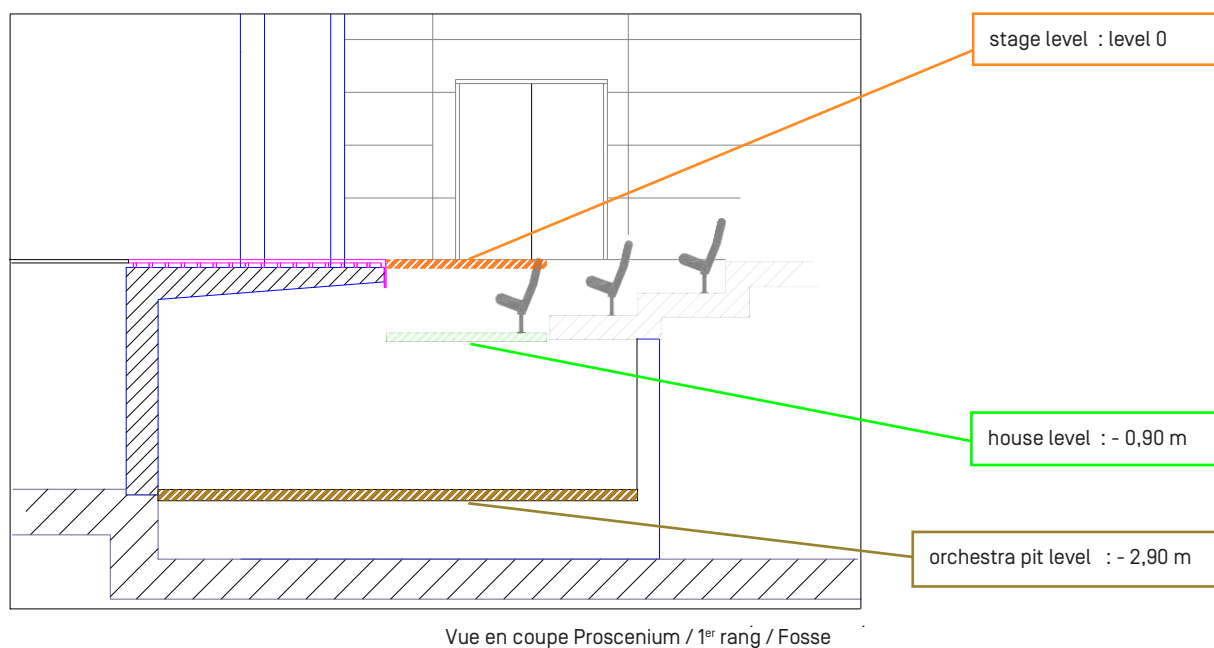 stage level : level 0
house level : - 0,90 m
orchestra pit level : - 2,90 m
Vue en coupe Proscenium / 1er rang / Fosse